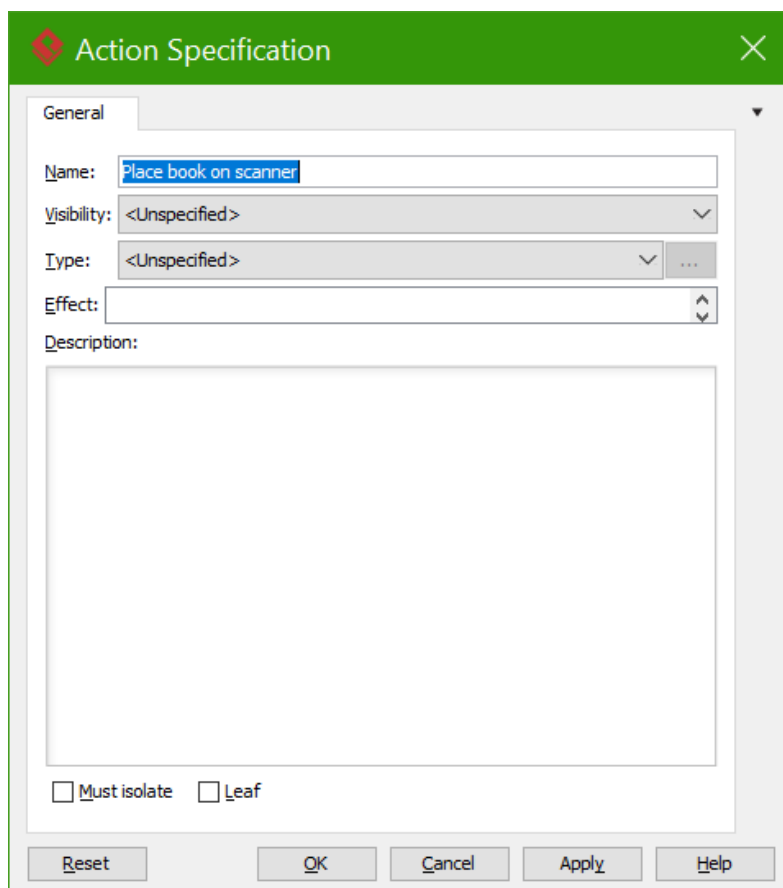 Action Specification
General
Name: Place book on scanner
Visibility: <Unspecified>
Type: <Unspecified> ...
Effect:
Description:
Must isolate Leaf
Reset OK Cancel Apply Help